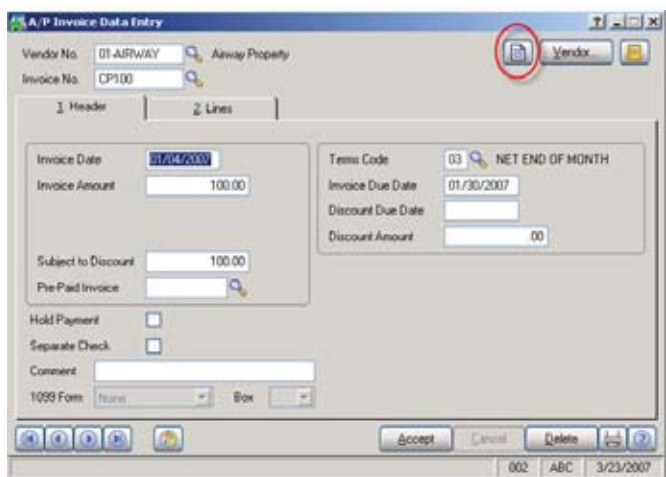 A/P Invoice Data Entry
Vendor No. 01-AIRWAY Airway Property Vendor
Invoice No. CP100
1. Header 2. Lines
Invoice Date 01/04/2007 Terms Code 03 NET END OF MONTH
Invoice Amount 100.00 Invoice Due Date 01/30/2007
Discount Due Date
Discount Amount .00
Subject to Discount 100.00
Pre-Paid Invoice
Hold Payment
Separate Check
Comment
1099 Form None Box
Accept Cancel Delete
002 ABC 3/23/2007